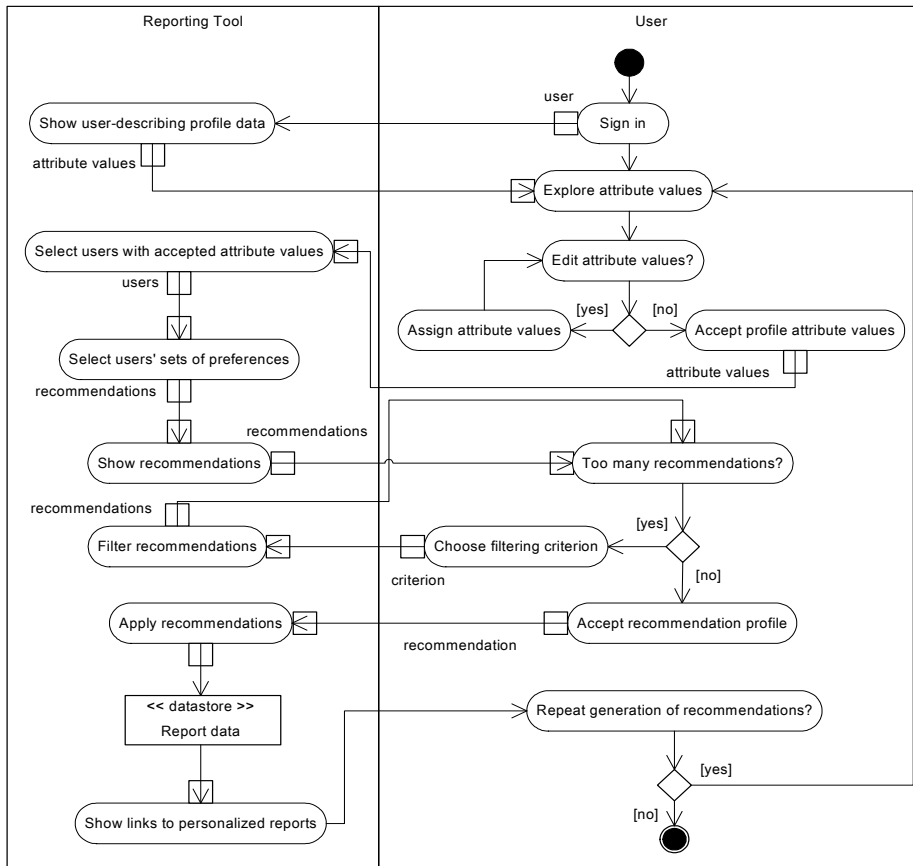 Reporting Tool
User
user
Show user-describing profile data
Sign in
attribute values
Explore attribute values
Select users with accepted attribute values
Edit attribute values?
users
[yes]
[no]
Assign attribute values
Accept profile attribute values
Select users' sets of preferences
attribute values
recommendations
recommendations
Show recommendations
Too many recommendations?
recommendations
[yes]
Filter recommendations
Choose filtering criterion
criterion
[no]
Apply recommendations
Accept recommendation profile
recommendation
<< datastore >>
Report data
Repeat generation of recommendations?
[yes]
[no]
Show links to personalized reports